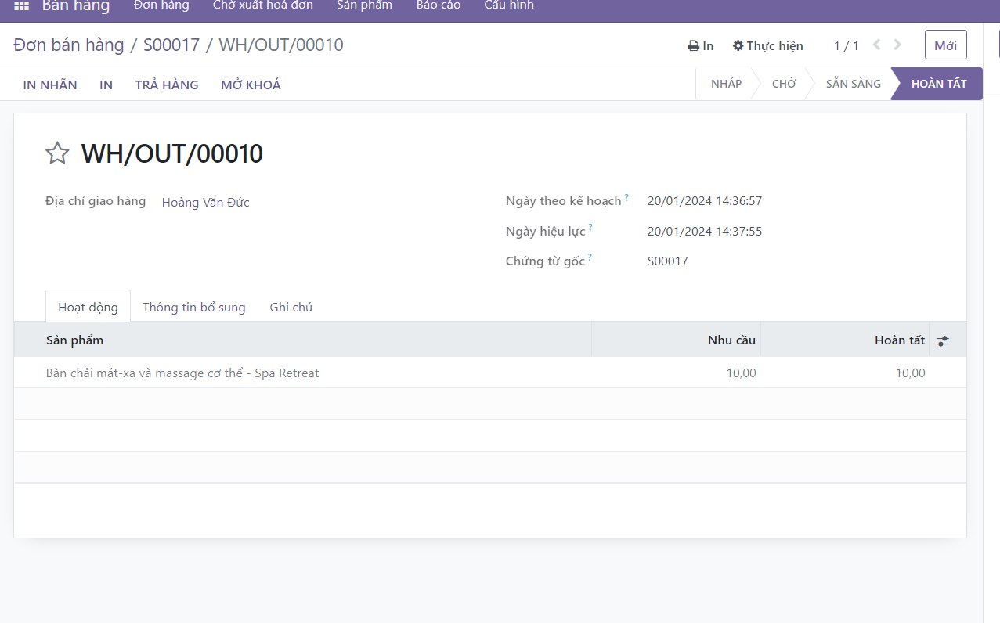 Bán hàng Đơn hàng Chờ xuất hoá đơn Sản phẩm Báo cáo Cấu hình
Đơn bán hàng / S00017 / WH/OUT/00010 In Thực hiện 1 / 1 Mới
IN NHÃN IN TRẢ HÀNG MỞ KHOÁ NHÁP CHỜ SẴN SÀNG HOÀN TẤT
WH/OUT/00010
Địa chỉ giao hàng Hoàng Văn Đức Ngày theo kế hoạch ? 20/01/2024 14:36:57
Ngày hiệu lực ? 20/01/2024 14:37:55
Chứng từ gốc ? S00017
Hoạt động Thông tin bổ sung Ghi chú
Sản phẩm Nhu cầu Hoàn tất
Bàn chải mát-xa và massage cơ thể - Spa Retreat 10,00 10,00